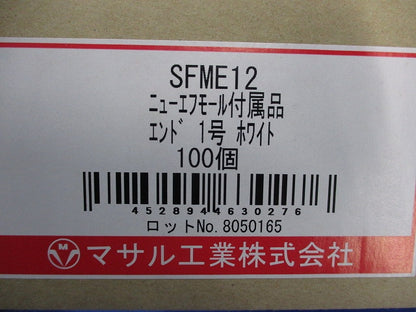 SFME12
ﾆｭｰｴﾌﾓｰﾙ付属品
ｴﾝﾄﾞ 1号 ﾎﾜｲﾄ
100個
4528944630276
ロットNo.8050165
M マサル工業株式会社